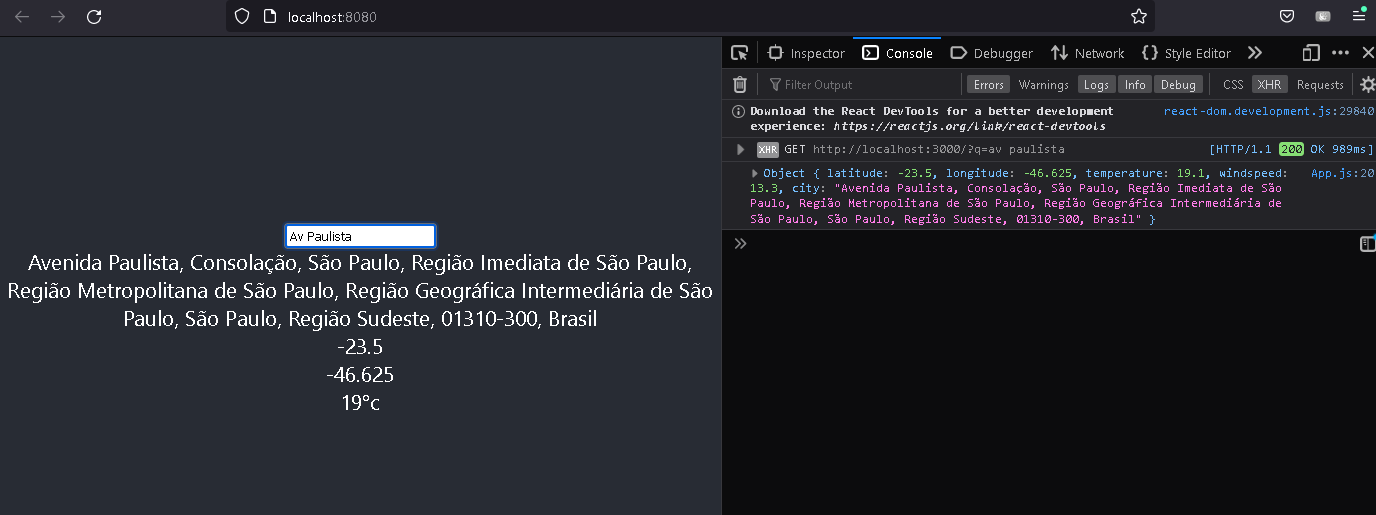 localhost:8080
Inspector Console Debugger Network Style Editor
Filter Output Errors Warnings Logs Info Debug CSS XHR Requests
Download the React DevTools for a better development react-dom.development.js:29840
experience: https://reactjs.org/link/react-devtools
XHR GET http://localhost:3000/?q=av paulista [HTTP/1.1 200 OK 989ms]
Object { latitude: -23.5, longitude: -46.625, temperature: 19.1, windspeed: App.js:20
13.3, city: "Avenida Paulista, Consolação, São Paulo, Região Imediata de São
Paulo, Região Metropolitana de São Paulo, Região Geográfica Intermediária de
São Paulo, São Paulo, Região Sudeste, 01310-300, Brasil" }
Av Paulista
Avenida Paulista, Consolação, São Paulo, Região Imediata de São Paulo,
Região Metropolitana de São Paulo, Região Geográfica Intermediária de São
Paulo, São Paulo, Região Sudeste, 01310-300, Brasil
-23.5
-46.625
19°c